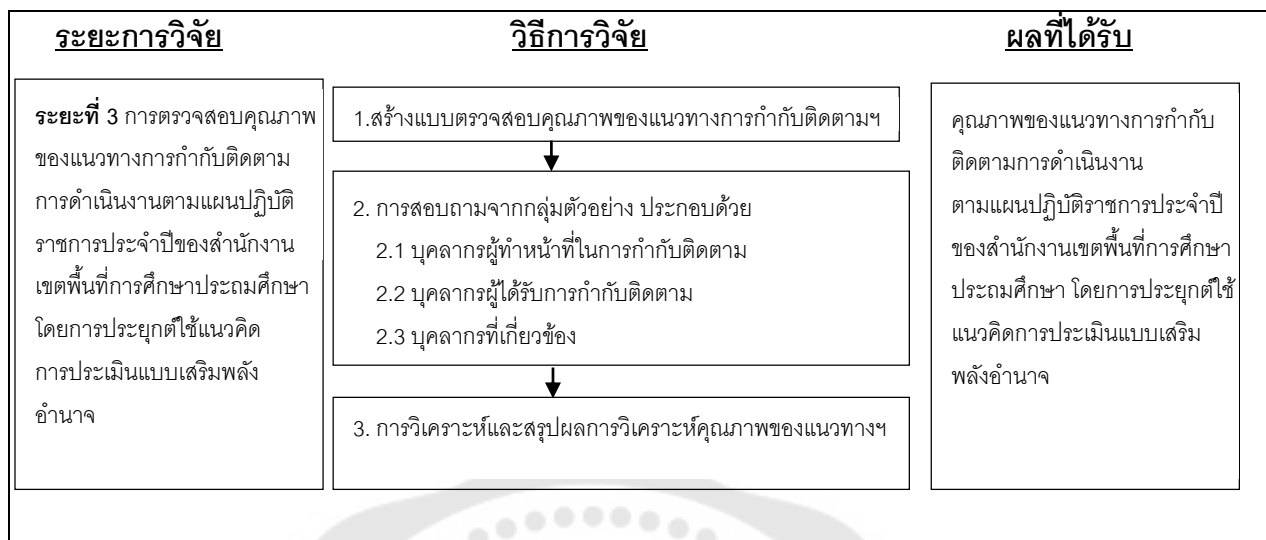 ระยะการวิจัย
วิธีการวิจัย
ผลที่ได้รับ
ระยะที่ 3 การตรวจสอบคุณภาพ
ของแนวทางการกำกับติดตาม
การดำเนินงานตามแผนปฏิบัติ
ราชการประจำปีของสำนักงาน
เขตพื้นที่การศึกษาประถมศึกษา
โดยการประยุกต์ใช้แนวคิด
การประเมินแบบเสริมพลัง
อำนาจ
1.สร้างแบบตรวจสอบคุณภาพของแนวทางการกำกับติดตามฯ
2. การสอบถามจากกลุ่มตัวอย่าง ประกอบด้วย
2.1 บุคลากรผู้ทำหน้าที่ในการกำกับติดตาม
2.2 บุคลากรผู้ได้รับการกำกับติดตาม
2.3 บุคลากรที่เกี่ยวข้อง
3. การวิเคราะห์และสรุปผลการวิเคราะห์คุณภาพของแนวทางฯ
คุณภาพของแนวทางการกำกับ
ติดตามการดำเนินงาน
ตามแผนปฏิบัติราชการประจำปี
ของสำนักงานเขตพื้นที่การศึกษา
ประถมศึกษา โดยการประยุกต์ใช้
แนวคิดการประเมินแบบเสริม
พลังอำนาจ